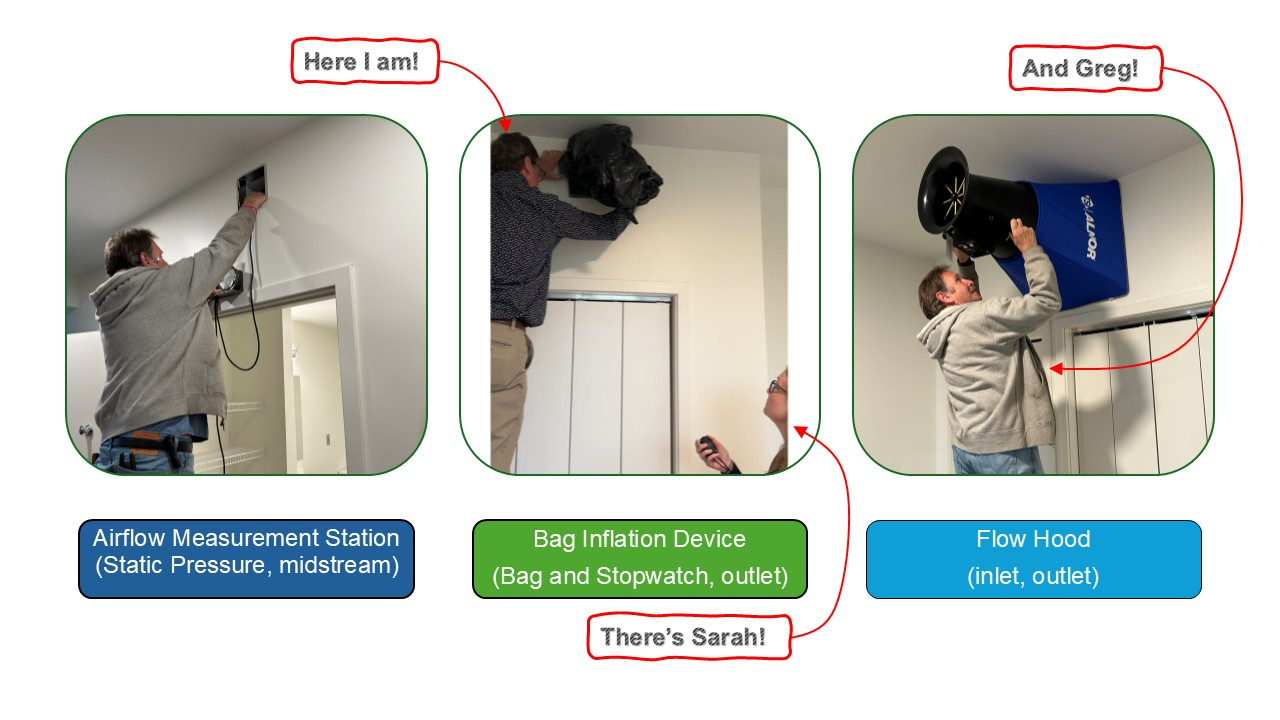 Here I am!
And Greg!
ALNOR
Airflow Measurement Station
(Static Pressure, midstream)
Bag Inflation Device
(Bag and Stopwatch, outlet)
Flow Hood
(inlet, outlet)
There’s Sarah!